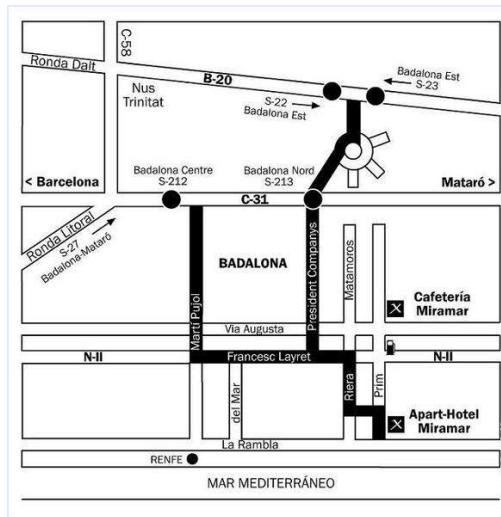 C-58
Ronda Dalt
B-20
Badalona Est
S-23
Nus
Trinitat
S-22
Badalona Est
Badalona Centre
S-212
Badalona Nord
S-213
< Barcelona
Mataró >
C-31
Ronda Litoral
S-27
Badalona-Mataró
BADALONA
Martí Pujol
President Companys
Matamoros
Cafetería
Miramar
Via Augusta
N-II
Francesc Layret
N-II
del Mar
Riera
Prim
Apart-Hotel
Miramar
La Rambla
RENFE
MAR MEDITERRÁNEO